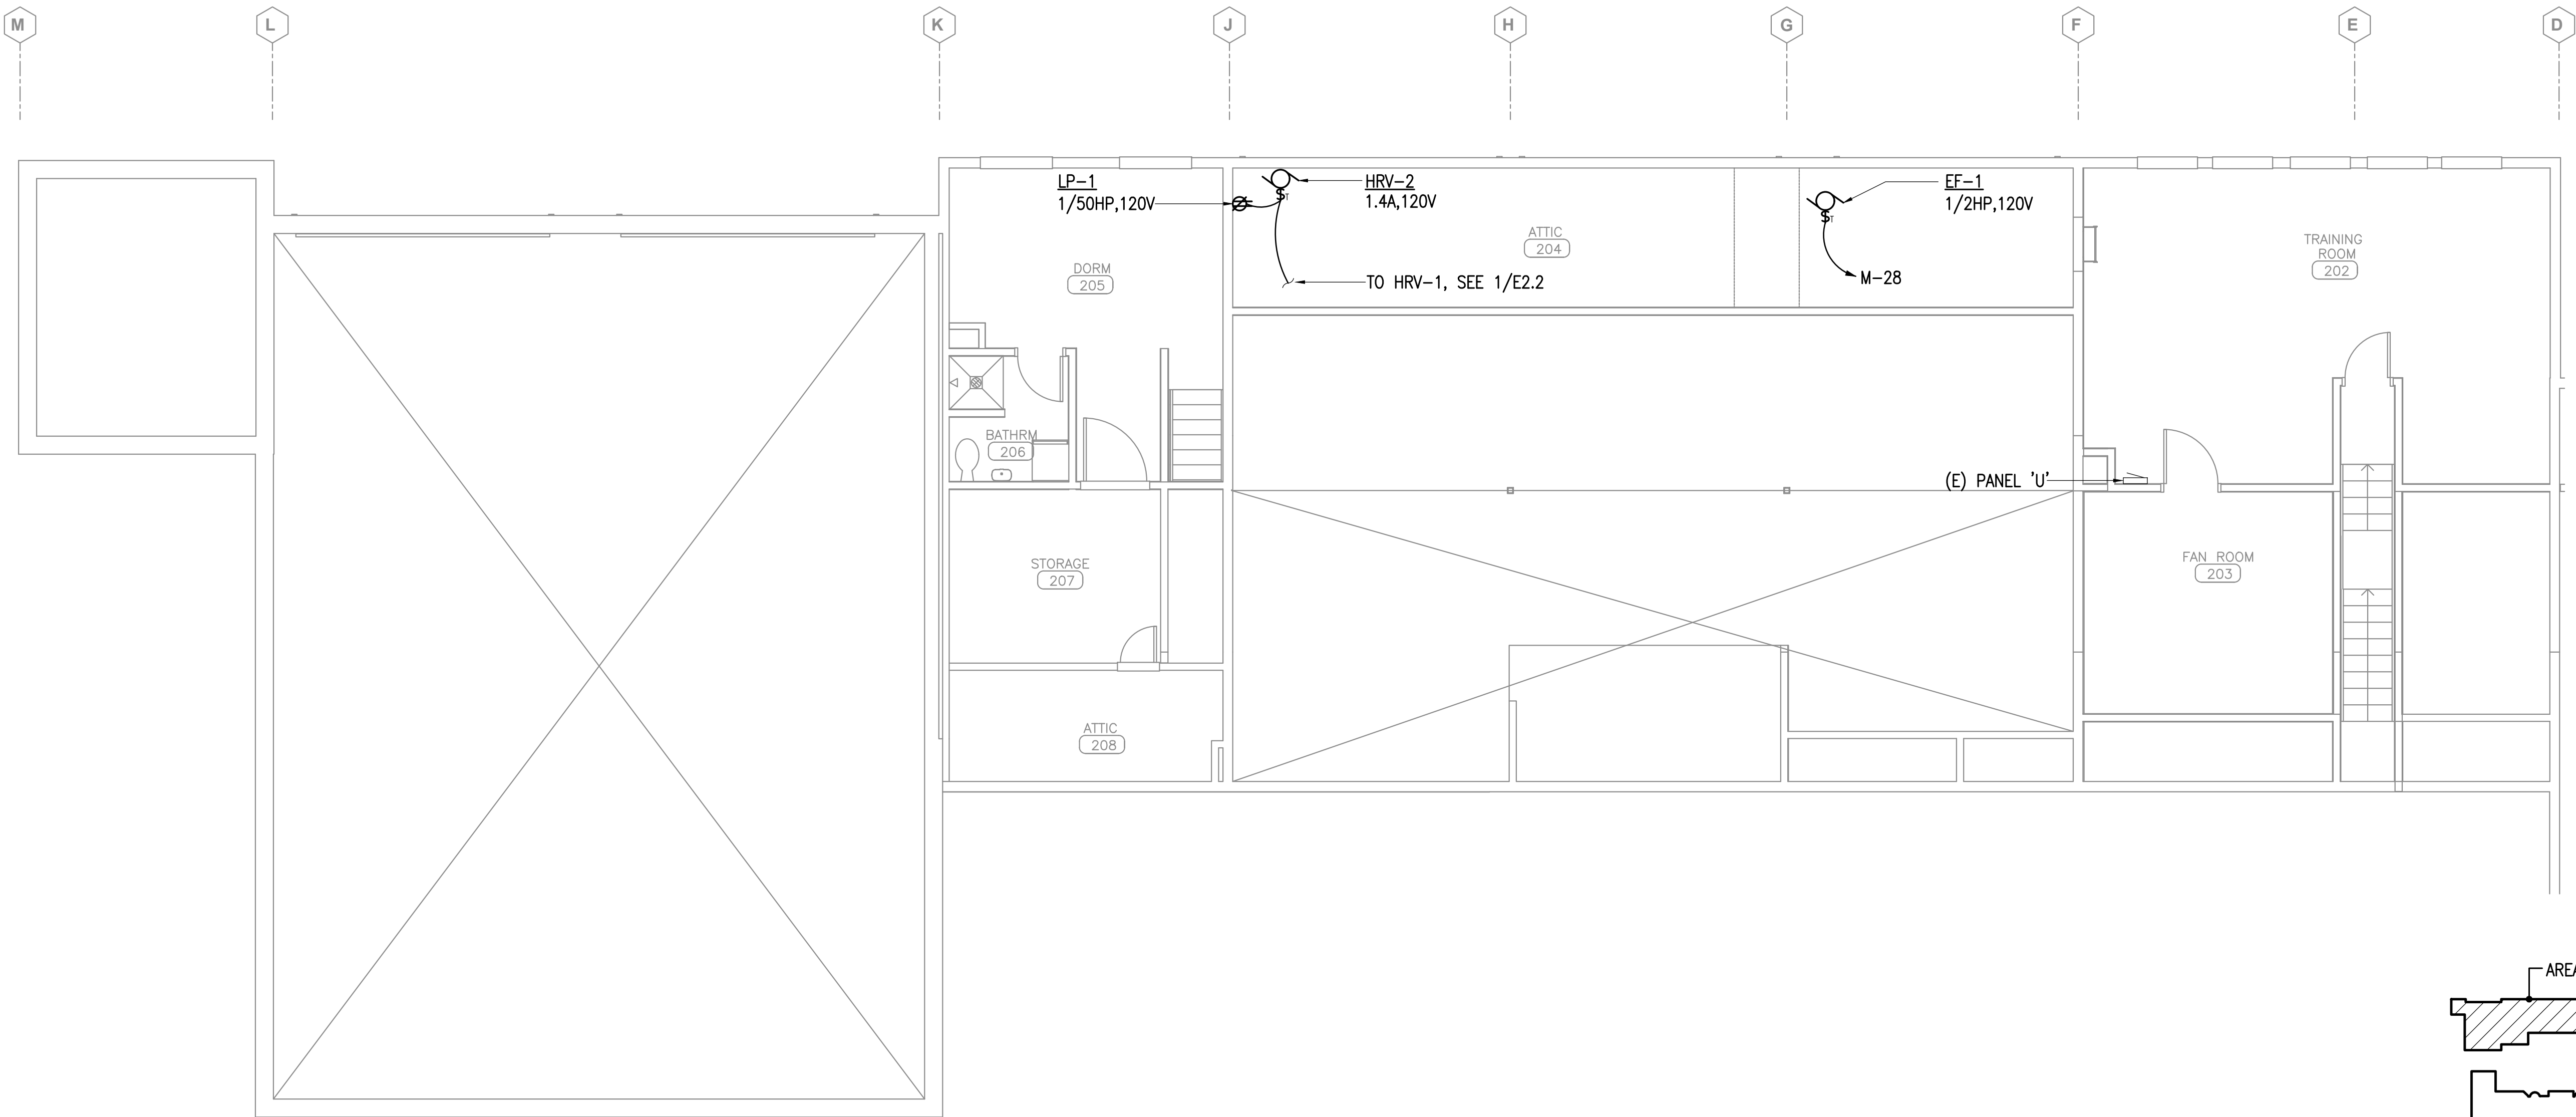 M
L
K
J
H
G
F
E
D
LP-1
1/50HP,120V
HRV-2
1.4A,120V
$T
EF-1
1/2HP,120V
$T
ATTIC
204
TRAINING
ROOM
202
DORM
205
TO HRV-1, SEE 1/E2.2
M-28
BATHRM
206
(E) PANEL 'U'
STORAGE
207
FAN ROOM
203
ATTIC
208